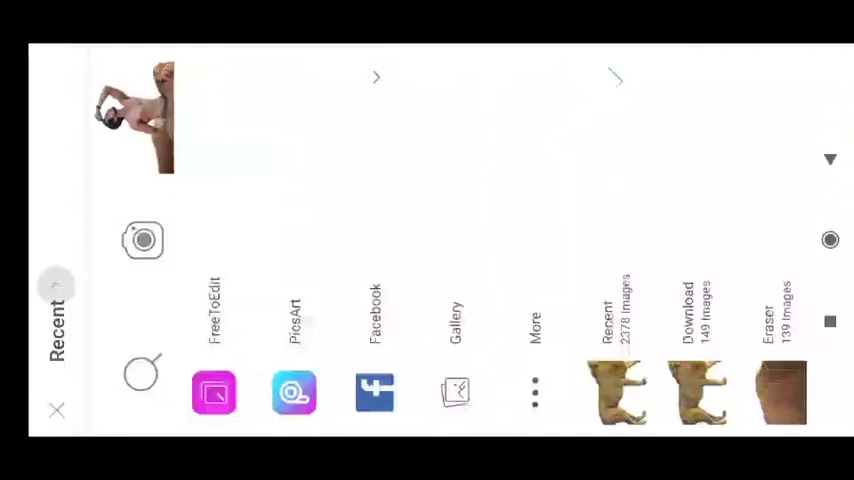 Recent
FreeToEdit
PicsArt
Facebook
Gallery
More
Recent
2378 Images
Download
149 Images
Eraser
139 Images